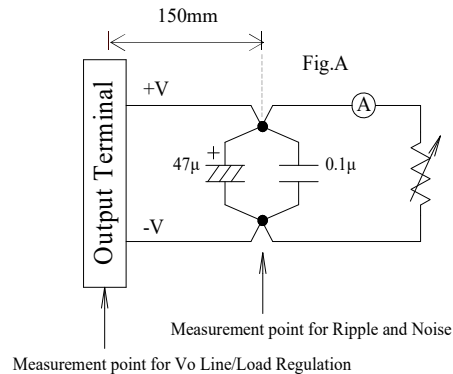 150mm
Fig.A
+V
A
+
47µ
0.1µ
Output Terminal
-V
Measurement point for Ripple and Noise
Measurement point for Vo Line/Load Regulation